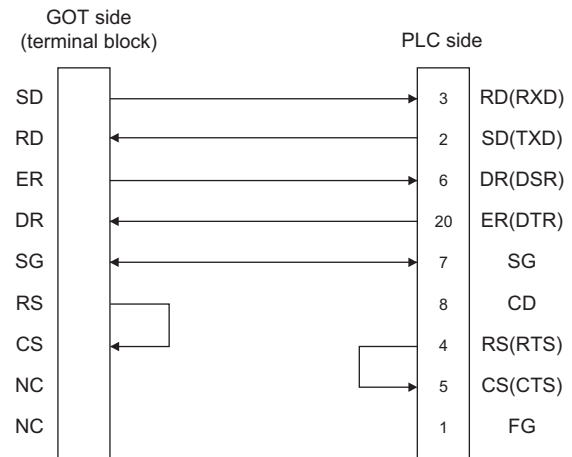 GOT side
(terminal block)
PLC side
SD 3 RD(RXD)
RD 2 SD(TXD)
ER 6 DR(DSR)
DR 20 ER(DTR)
SG 7 SG
RS 8 CD
CS 4 RS(RTS)
NC 5 CS(CTS)
NC 1 FG